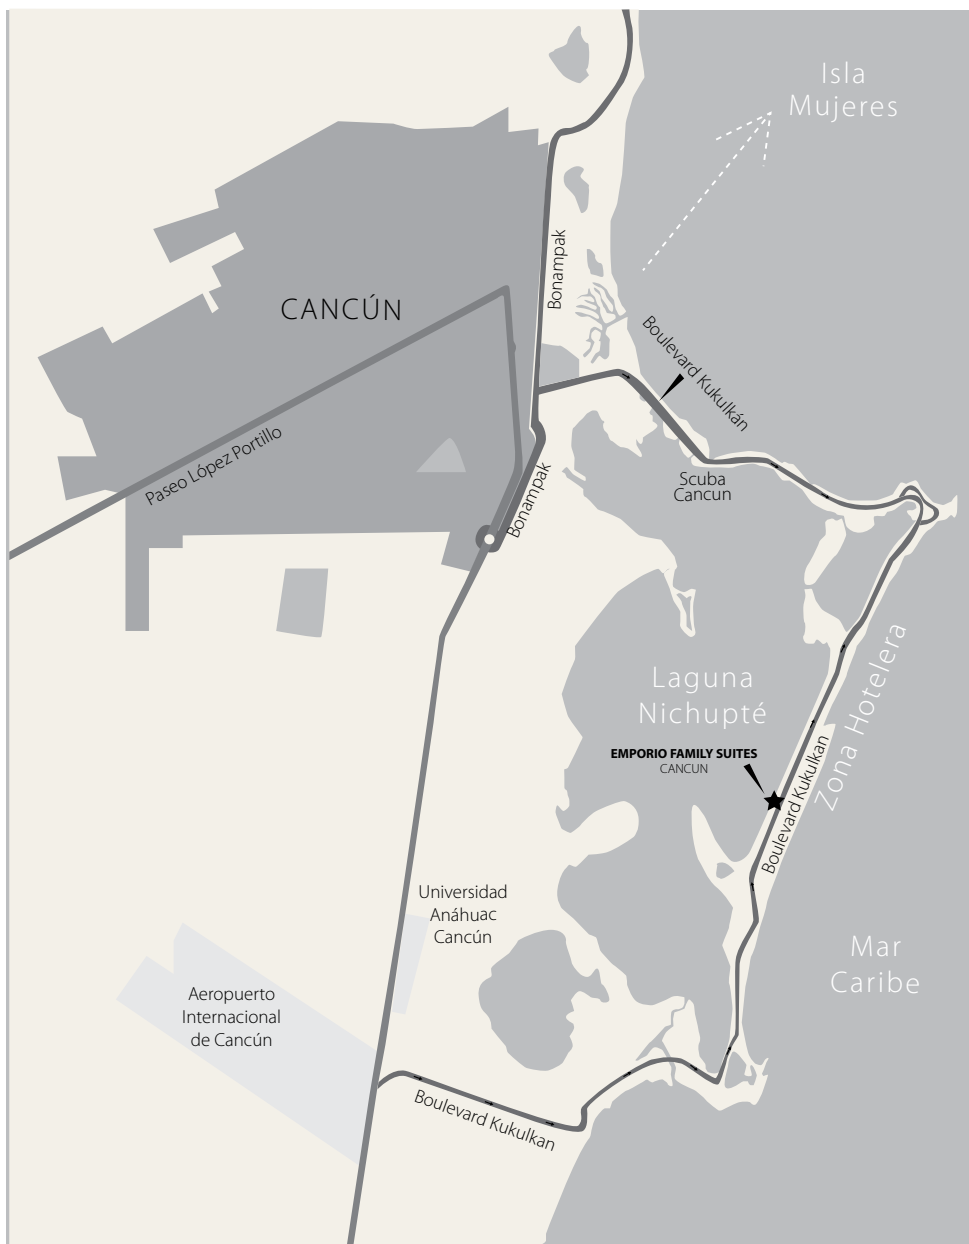 Isla
Mujeres
Bonampak
CANCÚN
Boulevard Kukulkán
Paseo López Portillo
Scuba
Cancun
Bonampak
Laguna
Nichupté
Zona Hotelera
EMPORIO FAMILY SUITES
CANCUN
Boulevard Kukulkan
Universidad
Anáhuac
Cancún
Mar
Caribe
Aeropuerto
Internacional
de Cancún
Boulevard Kukulkan